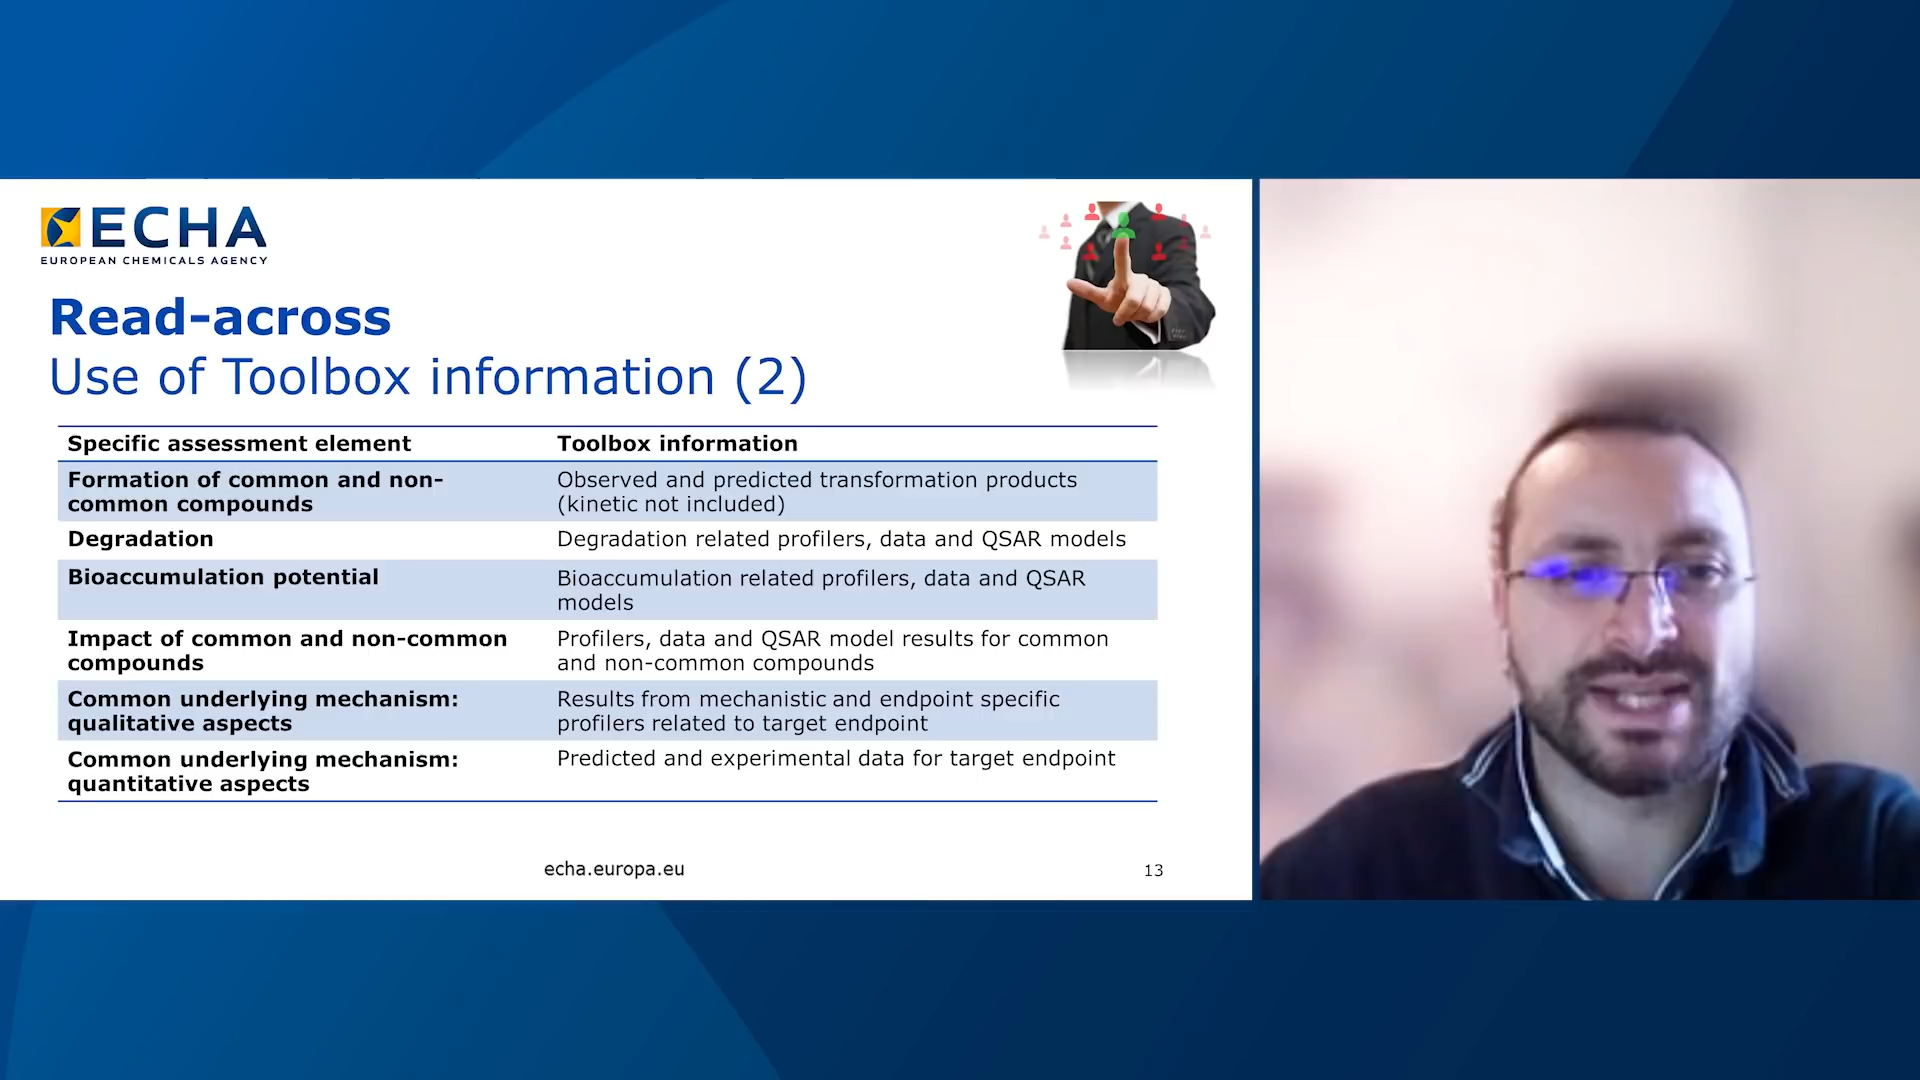 ECHA
EUROPEAN CHEMICALS AGENCY
Read-across
Use of Toolbox information (2)
Specific assessment element
Toolbox information
Formation of common and non-
common compounds
Observed and predicted transformation products
(kinetic not included)
Degradation
Degradation related profilers, data and QSAR models
Bioaccumulation potential
Bioaccumulation related profilers, data and QSAR
models
Impact of common and non-common
compounds
Profilers, data and QSAR model results for common
and non-common compounds
Common underlying mechanism:
qualitative aspects
Results from mechanistic and endpoint specific
profilers related to target endpoint
Common underlying mechanism:
quantitative aspects
Predicted and experimental data for target endpoint
echa.europa.eu
13